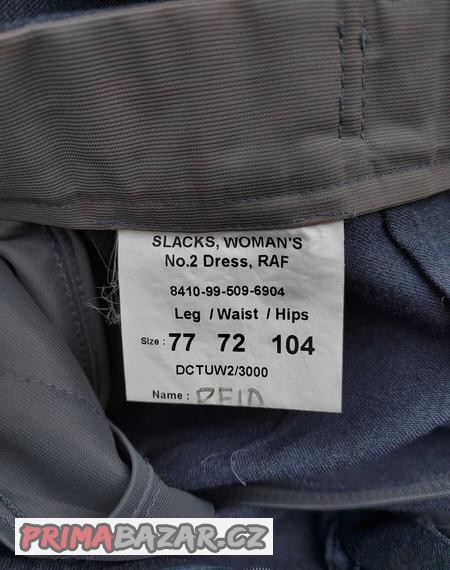 SLACKS, WOMAN'S
No.2 Dress, RAF
8410-99-509-6904
Leg / Waist / Hips
Size : 77 72 104
DCTUW2/3000
Name : REID
PRIMABAZAR.CZ